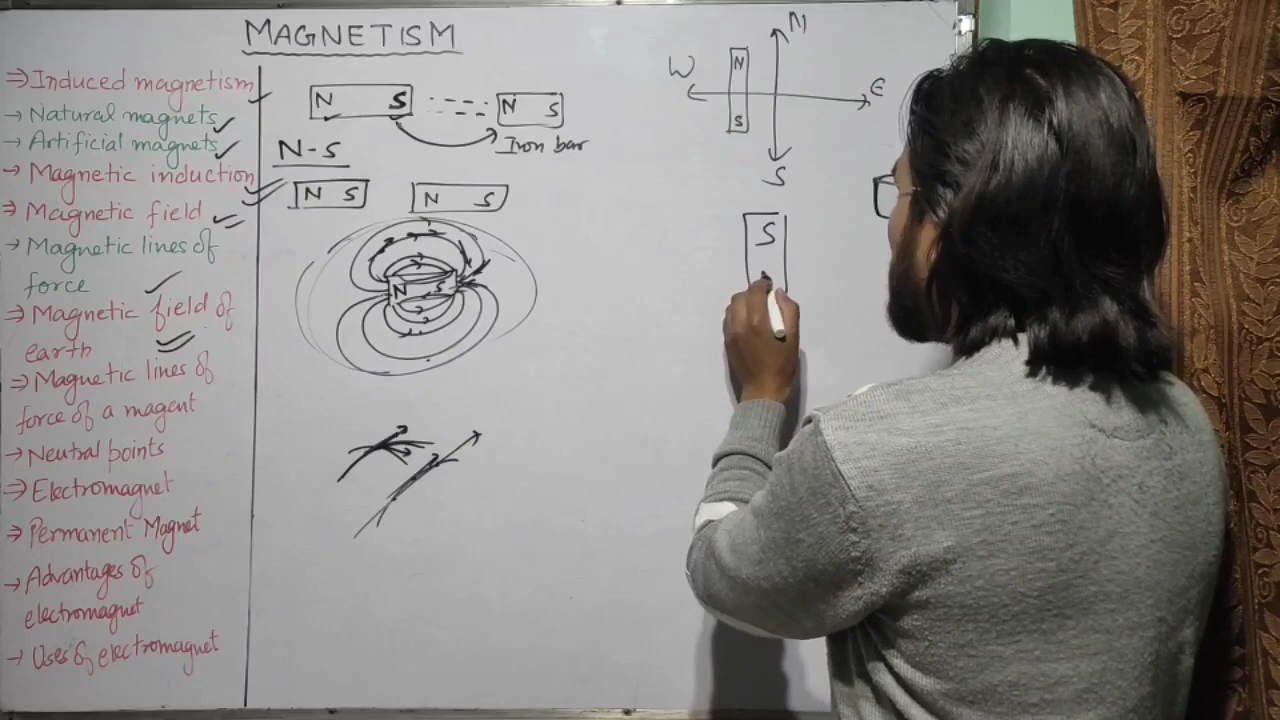 MAGNETISM
⇒ Induced magnetism
→ Natural magnets
→ Artificial magnets
→ Magnetic induction
⇒ Magnetic field
→ Magnetic lines of
force
⇒ Magnetic field of
earth
⇒ Magnetic lines of
force of a magent
→ Neutral points
⇒ Electromagnet
→ Permanent Magnet
→ Advantages of
electromagnet
→ Uses of electromagnet
N S N S
Iron bar
N-S
N S N S
N S
N
W N E
S
S
S